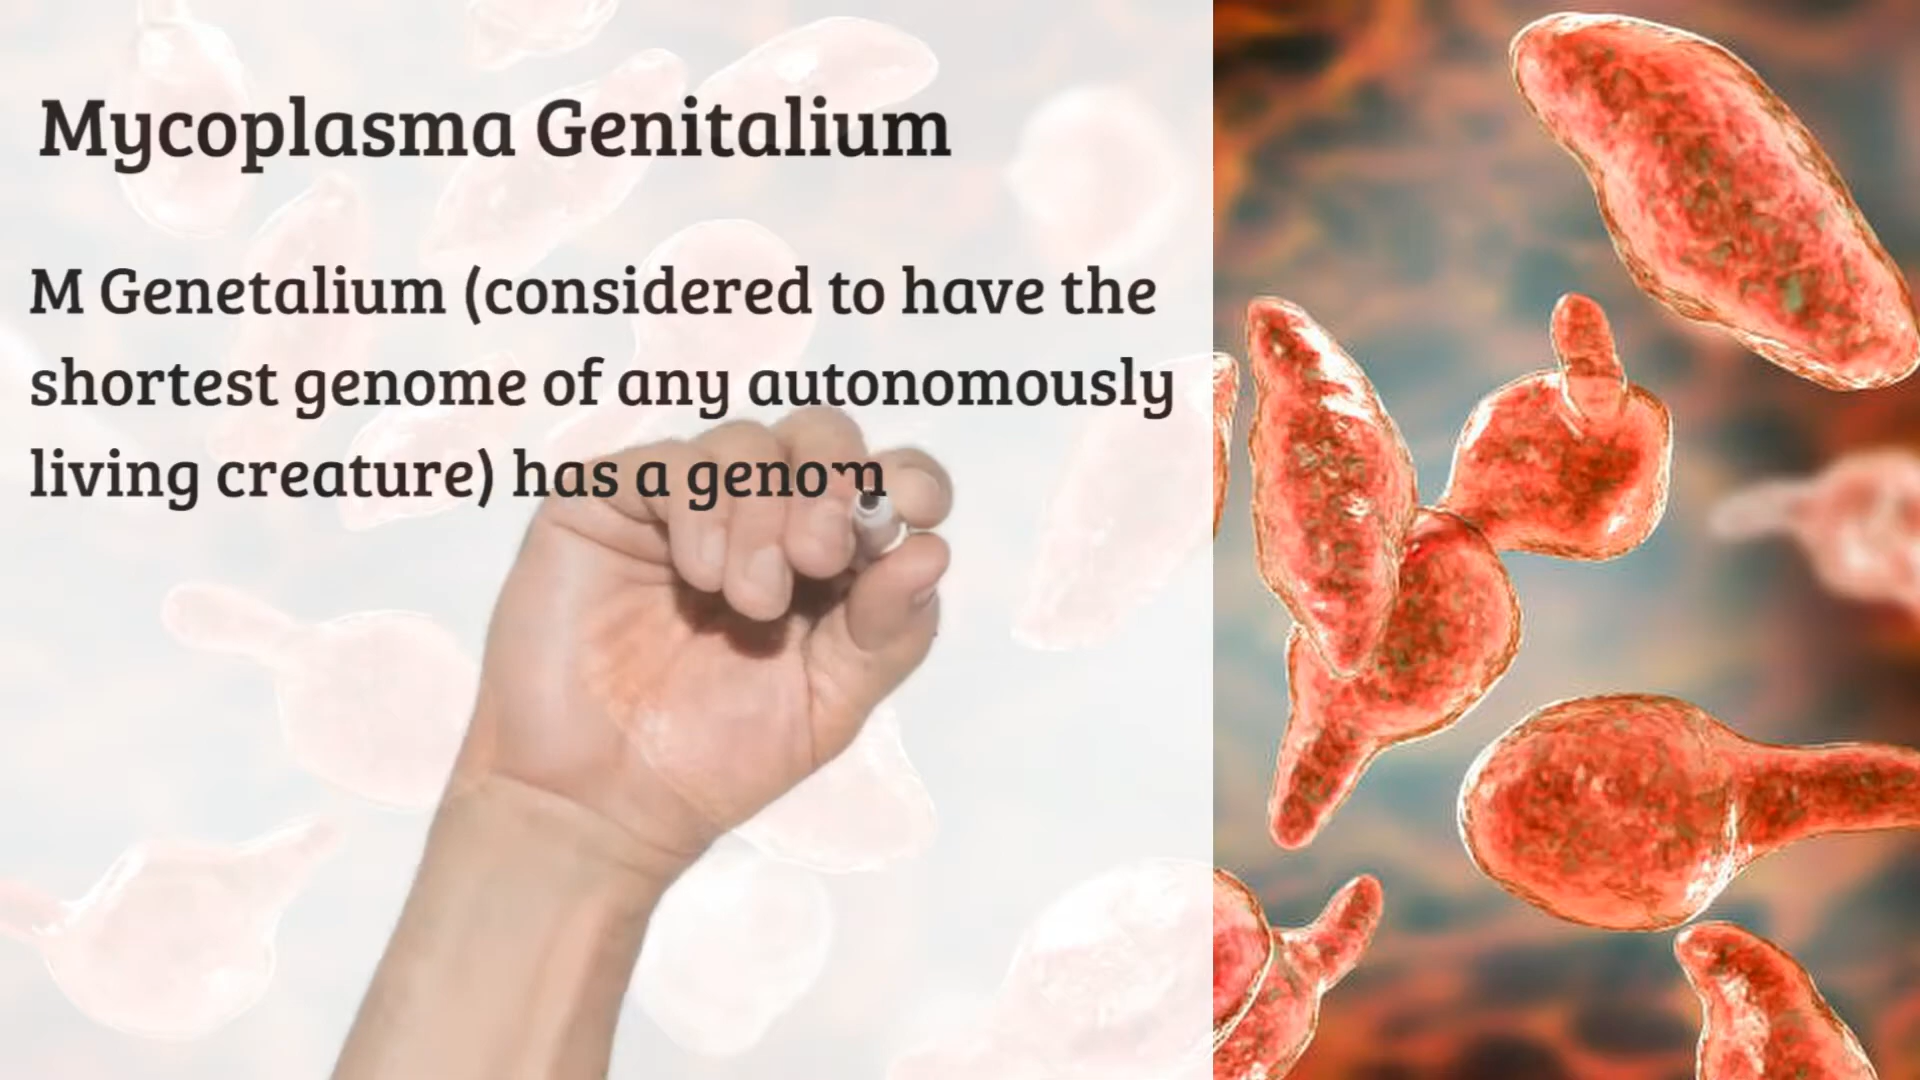 Mycoplasma Genitalium
M Genetalium (considered to have the
shortest genome of any autonomously
living creature) has a genom